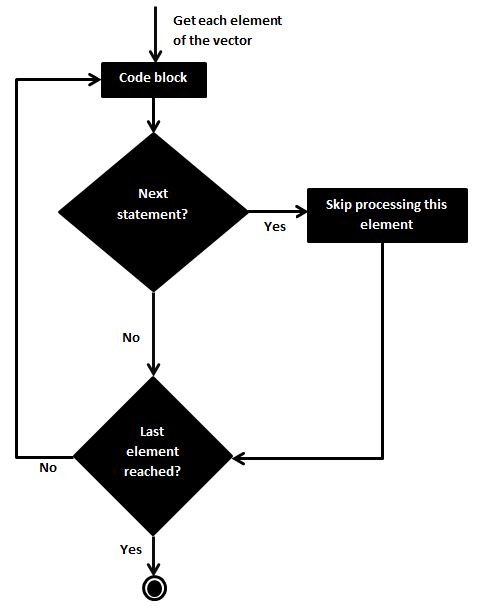 Get each element
of the vector
Code block
Next
statement?
Yes
Skip processing this
element
No
Last
element
reached?
No
Yes